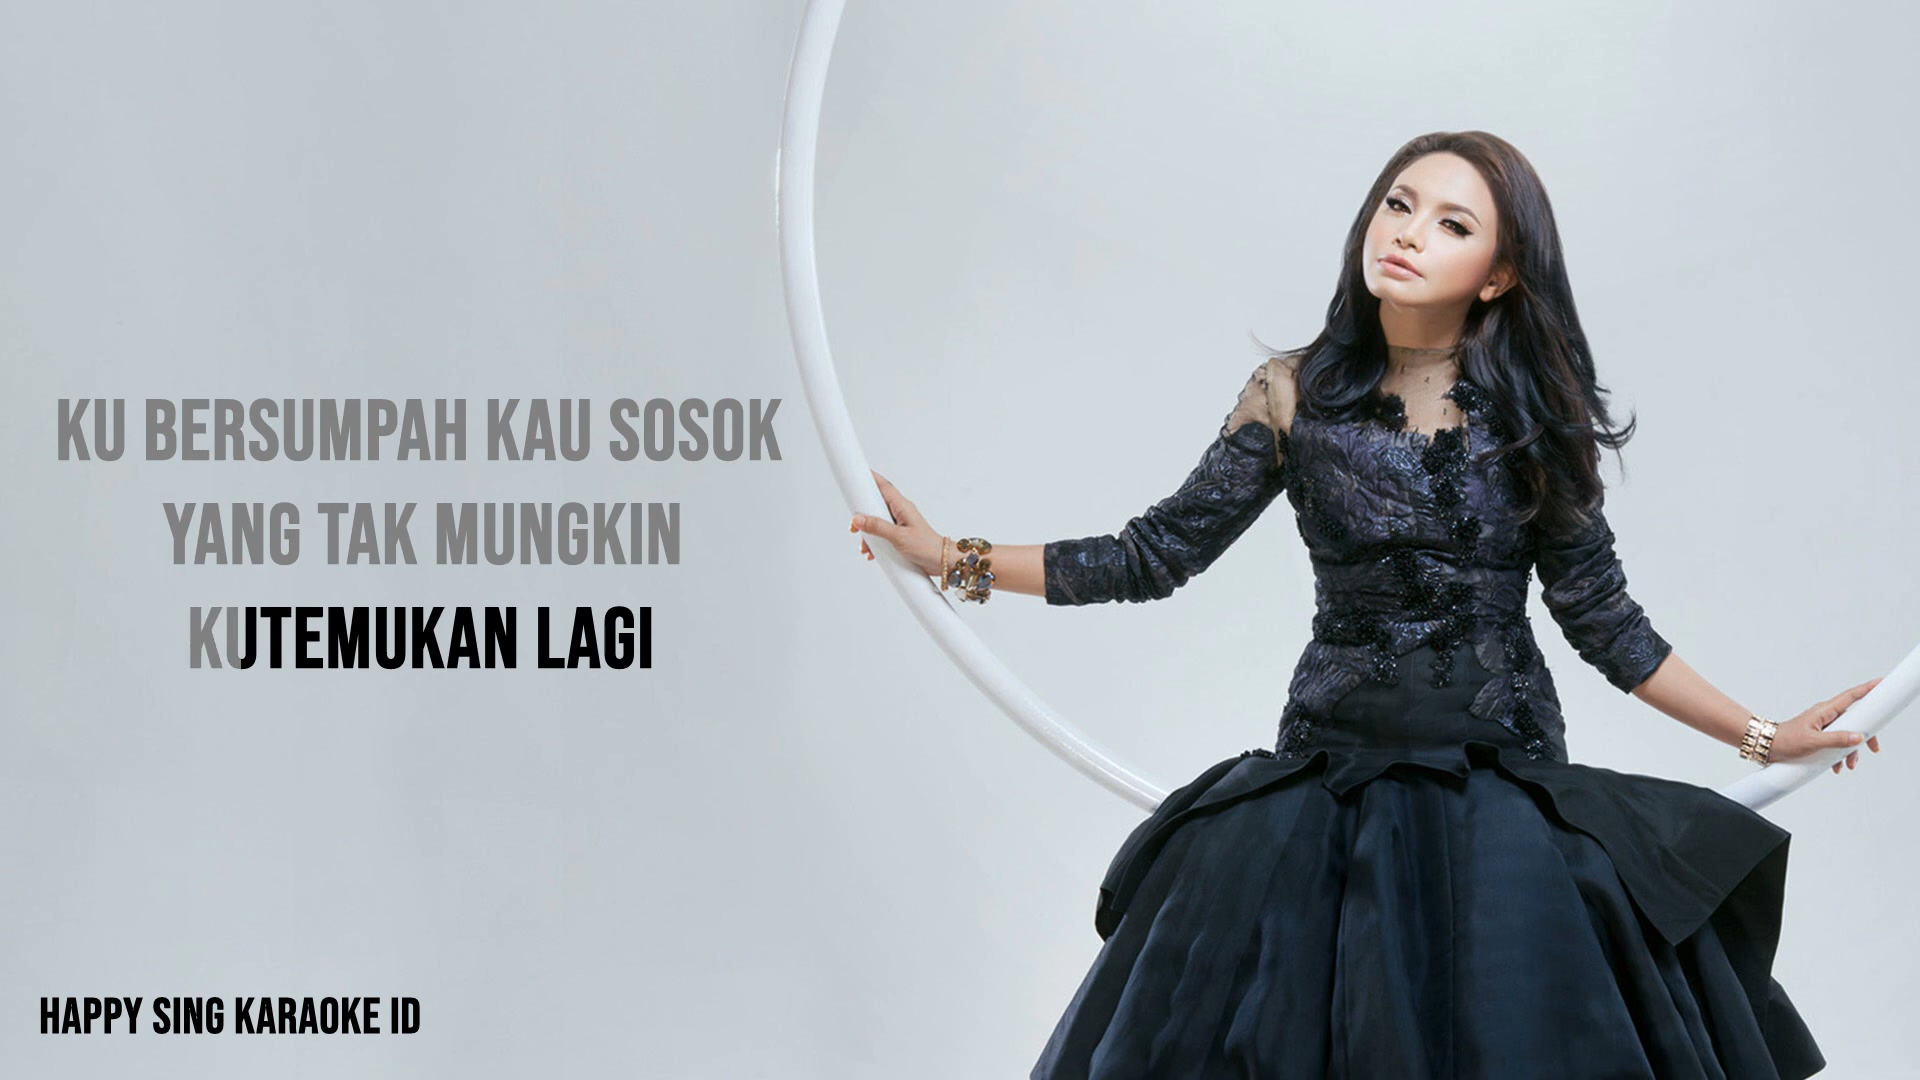 KU BERSUMPAH KAU SOSOK
YANG TAK MUNGKIN
KUTEMUKAN LAGI
HAPPY SING KARAOKE ID